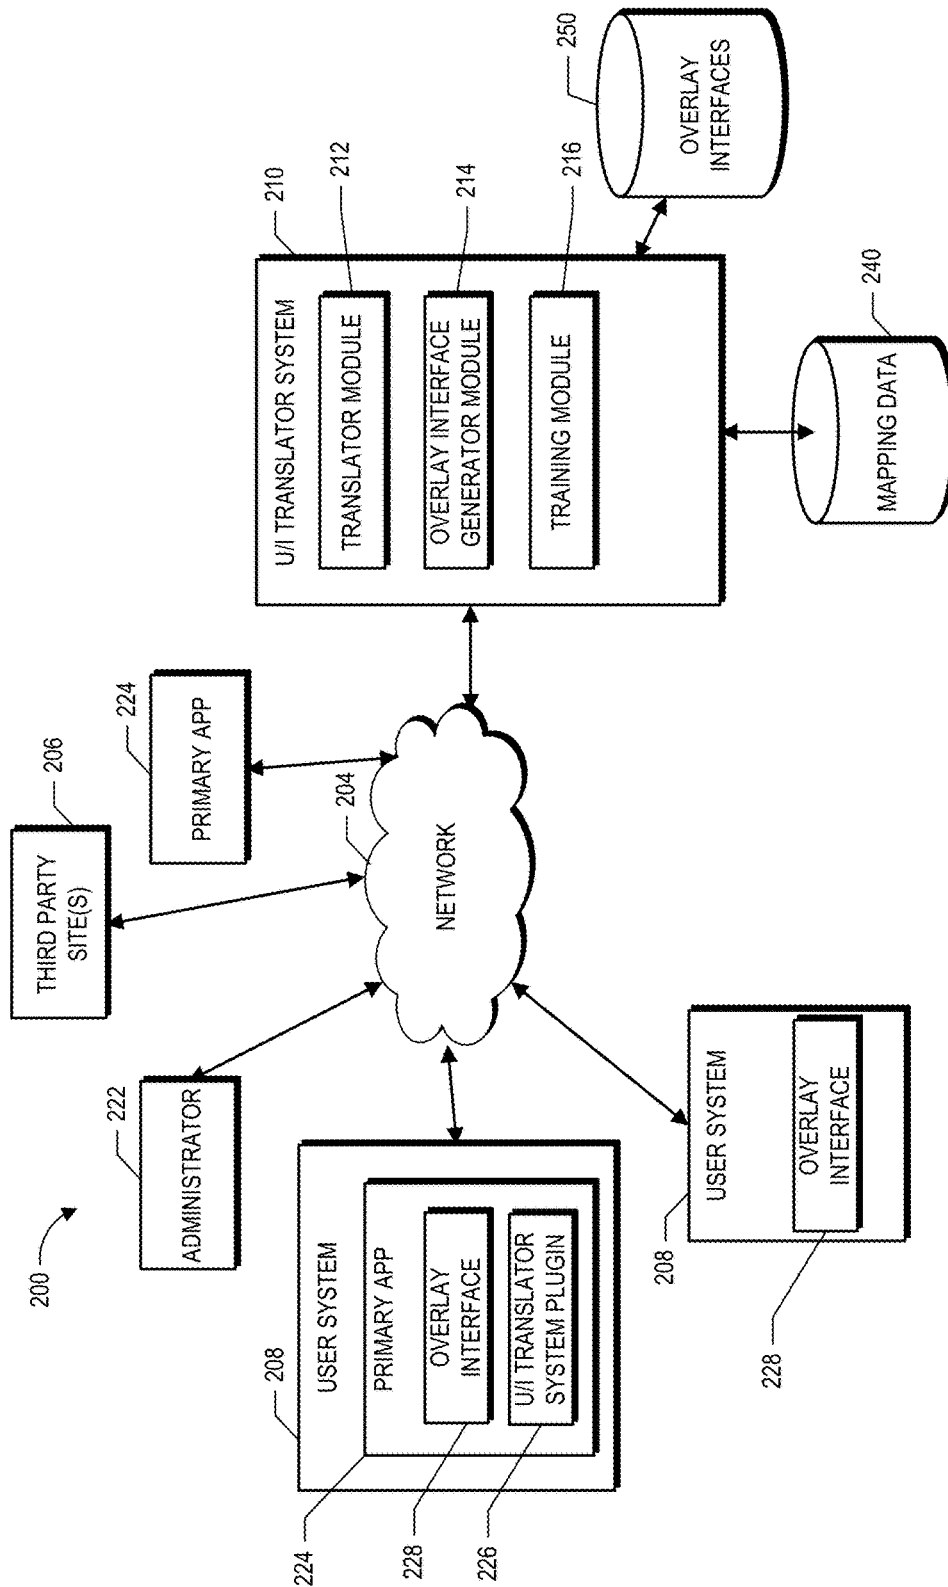 200
222
ADMINISTRATOR
206
THIRD PARTY
SITE(S)
224
PRIMARY APP
204
NETWORK
208
USER SYSTEM
224
PRIMARY APP
228
OVERLAY
INTERFACE
226
U/I TRANSLATOR
SYSTEM PLUGIN
208
USER SYSTEM
228
OVERLAY
INTERFACE
210
U/I TRANSLATOR SYSTEM
212
TRANSLATOR MODULE
214
OVERLAY INTERFACE
GENERATOR MODULE
216
TRAINING MODULE
250
OVERLAY
INTERFACES
240
MAPPING DATA